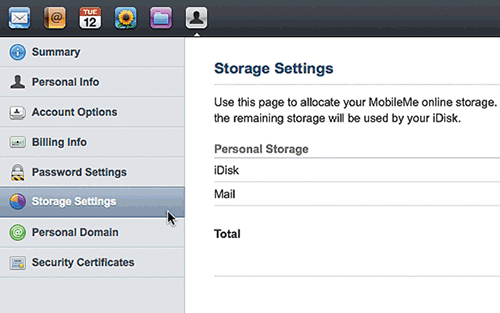 TUE
12
Summary
Personal Info
Account Options
Billing Info
Password Settings
Storage Settings
Personal Domain
Security Certificates
Storage Settings
Use this page to allocate your MobileMe online storage.
the remaining storage will be used by your iDisk.
Personal Storage
iDisk
Mail
Total